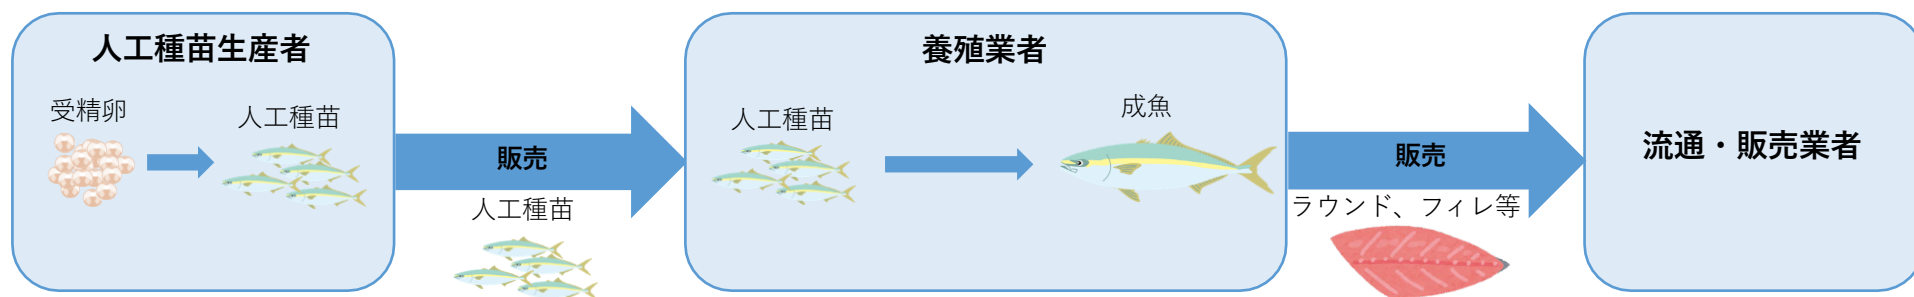 人工種苗生産者
受精卵
人工種苗
販売
人工種苗
養殖業者
人工種苗
成魚
販売
ラウンド、フィレ等
流通・販売業者